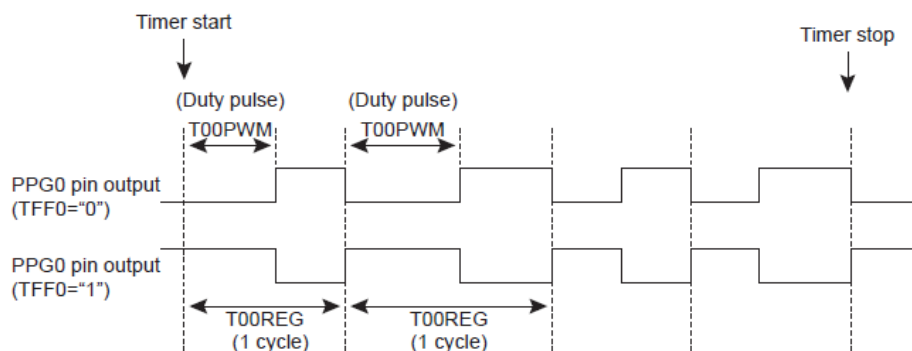 Timer start
Timer stop
(Duty pulse)
(Duty pulse)
T00PWM
T00PWM
PPG0 pin output
(TFF0=“0”)
PPG0 pin output
(TFF0=“1”)
T00REG
(1 cycle)
T00REG
(1 cycle)